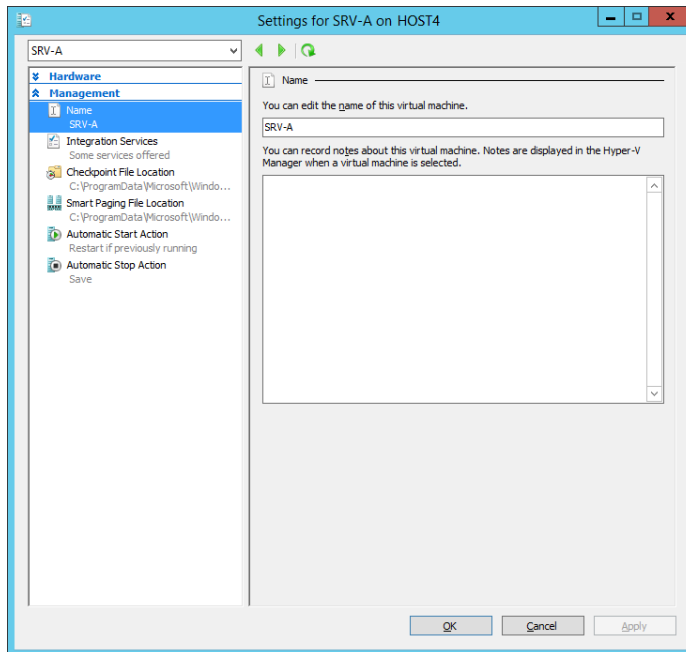 Settings for SRV-A on HOST4
SRV-A
Hardware
Management
Name
SRV-A
Integration Services
Some services offered
Checkpoint File Location
C:\ProgramData\Microsoft\Windo...
Smart Paging File Location
C:\ProgramData\Microsoft\Windo...
Automatic Start Action
Restart if previously running
Automatic Stop Action
Save
Name
You can edit the name of this virtual machine.
SRV-A
You can record notes about this virtual machine. Notes are displayed in the Hyper-V
Manager when a virtual machine is selected.
OK
Cancel
Apply